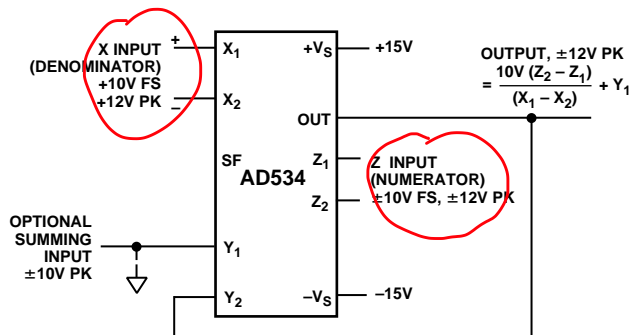 X INPUT
(DENOMINATOR)
+10V FS
+12V PK
+
–
X1
X2
SF
AD534
Y1
Y2
+VS
OUT
Z1
Z2
–VS
+15V
OUTPUT, ±12V PK
= 10V (Z2 – Z1) / (X1 – X2) + Y1
Z INPUT
(NUMERATOR)
±10V FS, ±12V PK
–15V
OPTIONAL
SUMMING
INPUT
±10V PK